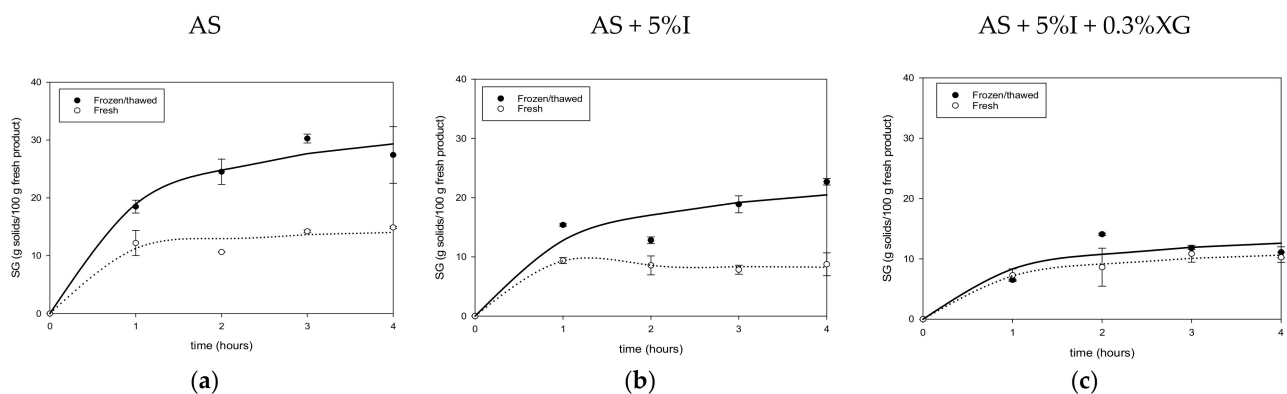 AS
40
30
20
10
0
SG (g solids/100 g fresh product)
Frozen/thawed
Fresh
0 1 2 3 4
time (hours)
(a)
AS + 5%I
40
30
20
10
0
SG (g solids/100 g fresh product)
Frozen/thawed
Fresh
0 1 2 3 4
time (hours)
(b)
AS + 5%I + 0.3%XG
40
30
20
10
0
SG (g solids/100 g fresh product)
Frozen/thawed
Fresh
0 1 2 3 4
time (hours)
(c)